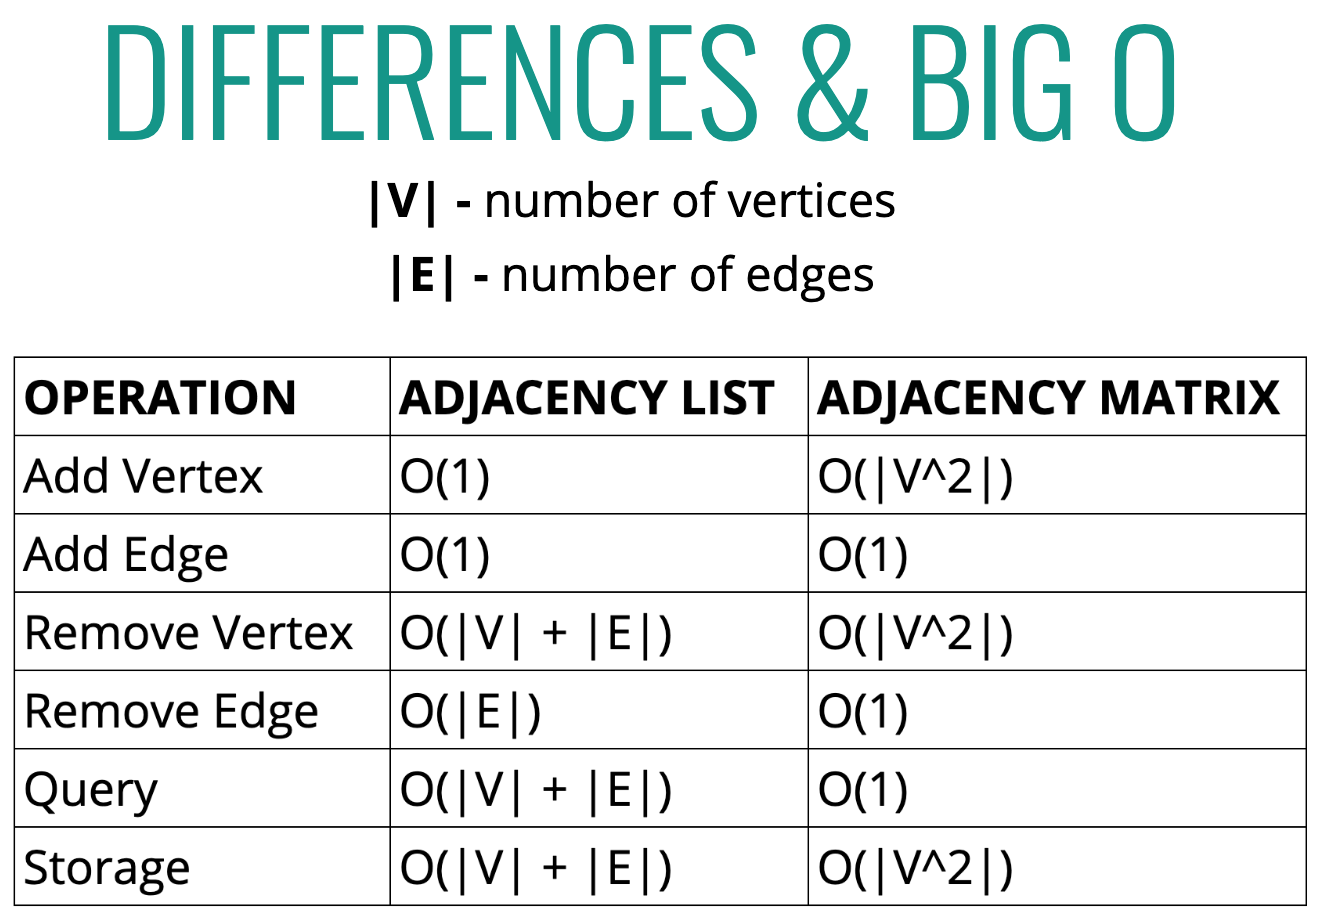 DIFFERENCES & BIG O
|V| - number of vertices
|E| - number of edges
OPERATION ADJACENCY LIST ADJACENCY MATRIX
Add Vertex O(1) O(|V^2|)
Add Edge O(1) O(1)
Remove Vertex O(|V| + |E|) O(|V^2|)
Remove Edge O(|E|) O(1)
Query O(|V| + |E|) O(1)
Storage O(|V| + |E|) O(|V^2|)